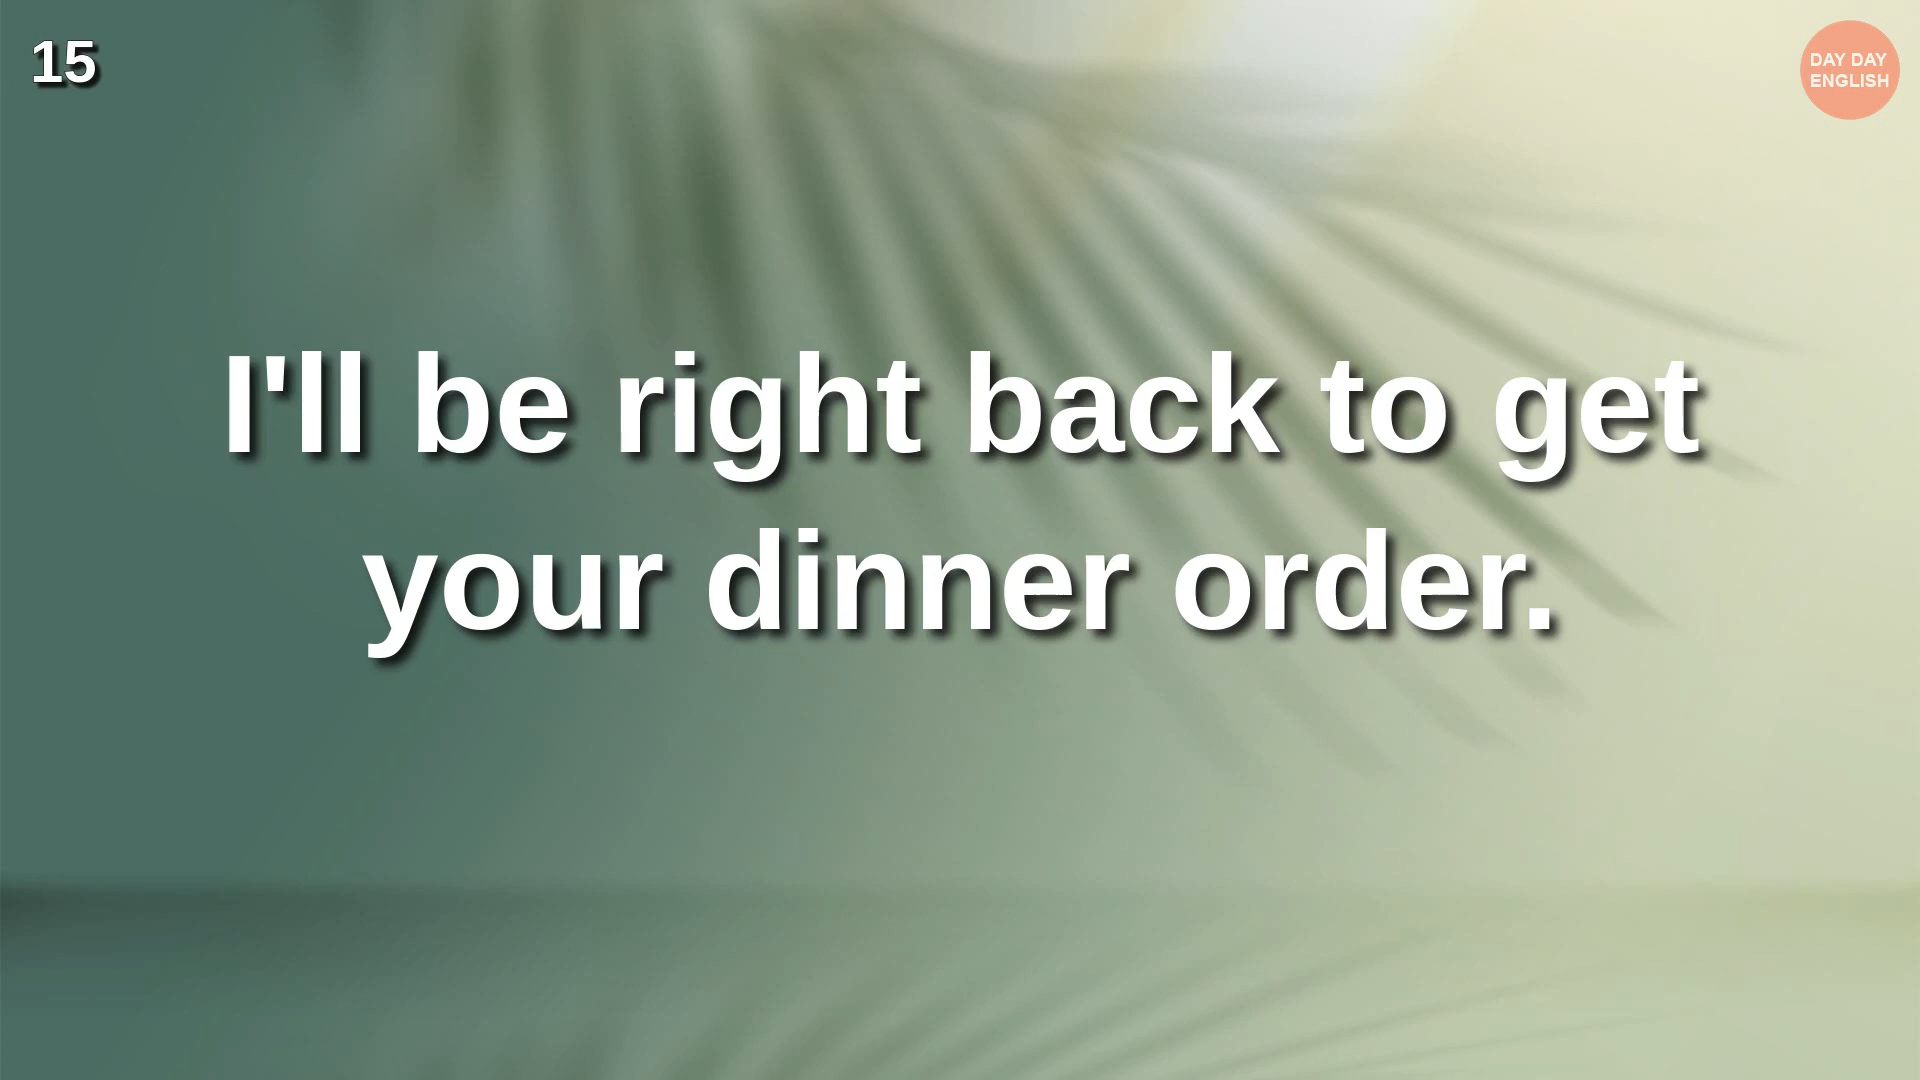 15
DAY DAY
ENGLISH
I'll be right back to get
your dinner order.